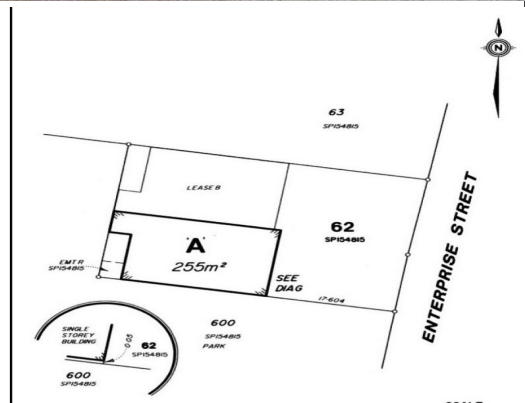 N
63
SP154815
LEASE B
62
SP154815
'A'
255m²
EMT R
SP154815
SEE
DIAG
17·604
ENTERPRISE STREET
600
PARK
SINGLE
STOREY
BUILDING
0·05
62
SP154815
600
SP154815